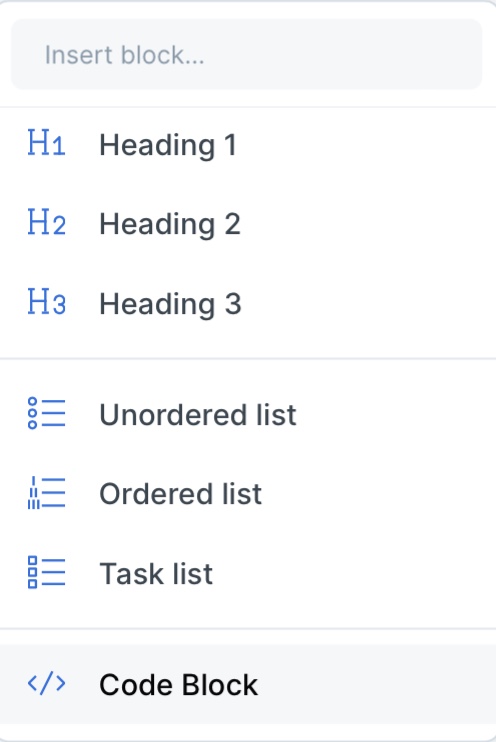 Insert block...
H1 Heading 1
H2 Heading 2
H3 Heading 3
Unordered list
Ordered list
Task list
</> Code Block